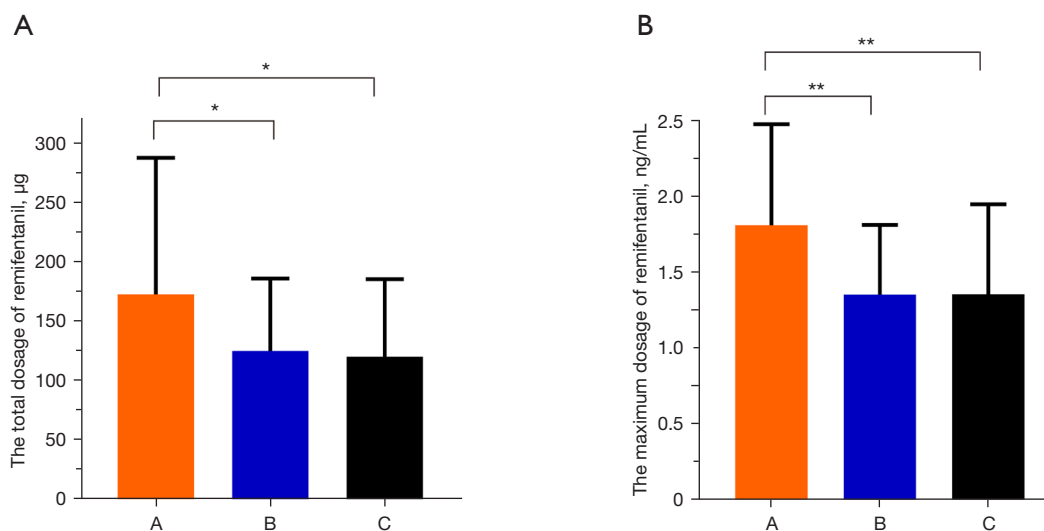 A
*
*
The total dosage of remifentanil, µg
300
250
200
150
100
50
0
A B C
B
**
**
The maximum dosage of remifentanil, ng/mL
2.5
2.0
1.5
1.0
0.5
0
A B C